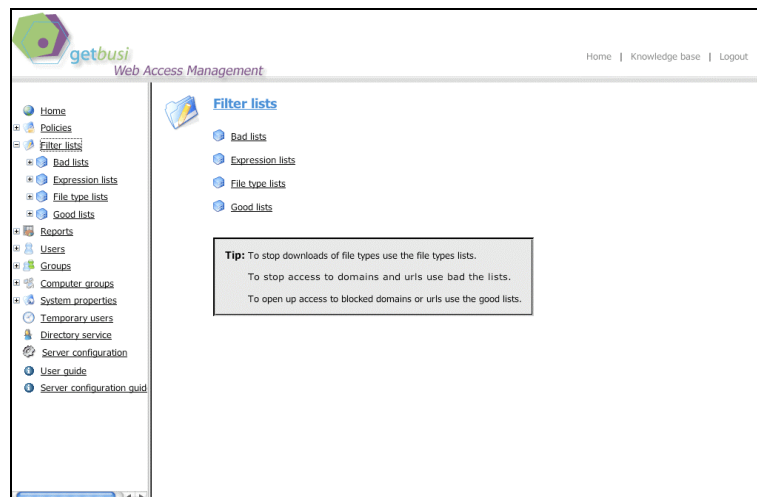 getbusi
Web Access Management
Home | Knowledge base | Logout
Home
Policies
Filter lists
Bad lists
Expression lists
File type lists
Good lists
Reports
Users
Groups
Computer groups
System properties
Temporary users
Directory service
Server configuration
User guide
Server configuration guid
Filter lists
Bad lists
Expression lists
File type lists
Good lists
Tip: To stop downloads of file types use the file types lists.
To stop access to domains and urls use bad the lists.
To open up access to blocked domains or urls use the good lists.